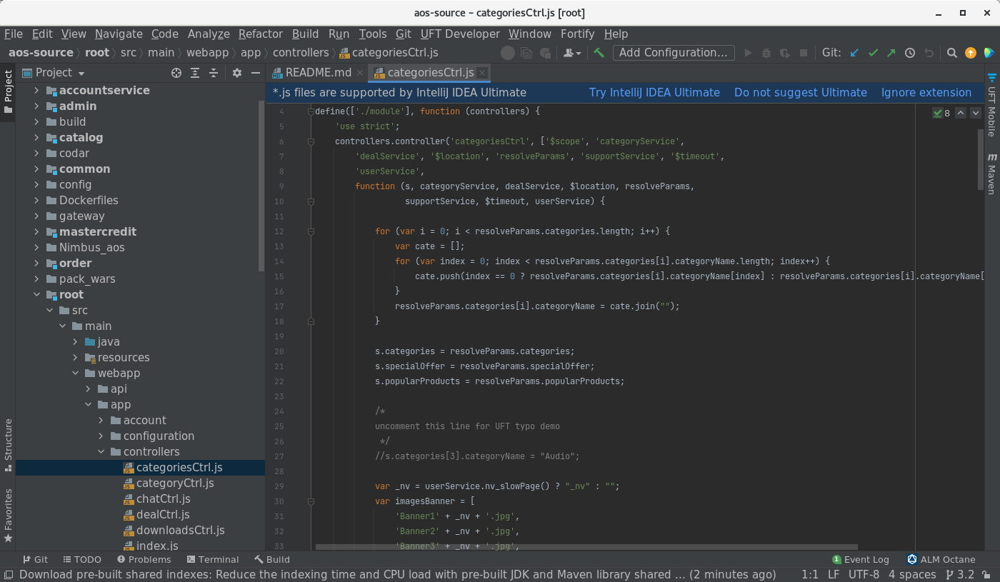 aos-source – categoriesCtrl.js [root]
File Edit View Navigate Code Analyze Refactor Build Run Tools Git UFT Developer Window Fortify Help
aos-source root src main webapp app controllers categoriesCtrl.js Add Configuration... Git:
Project
Project
README.md categoriesCtrl.js
*.js files are supported by IntelliJ IDEA Ultimate Try IntelliJ IDEA Ultimate Do not suggest Ultimate Ignore extension
accountservice
admin
build
catalog
codar
common
config
Dockerfiles
gateway
mastercredit
Nimbus_aos
order
pack_wars
root
src
main
java
resources
webapp
api
app
account
configuration
controllers
categoriesCtrl.js
categoryCtrl.js
chatCtrl.js
dealCtrl.js
downloadsCtrl.js
index.js
Structure
Favorites
8
4 define(['./module'], function (controllers) {
5 'use strict';
6 controllers.controller('categoriesCtrl', ['$scope', 'categoryService',
7 'dealService', '$location', 'resolveParams', 'supportService', '$timeout',
8 'userService',
9 function (s, categoryService, dealService, $location, resolveParams,
10 supportService, $timeout, userService) {
11
12 for (var i = 0; i < resolveParams.categories.length; i++) {
13 var cate = [];
14 for (var index = 0; index < resolveParams.categories[i].categoryName.length; index++) {
15 cate.push(index == 0 ? resolveParams.categories[i].categoryName[index] : resolveParams.categories[i].categoryName[
16 }
17 resolveParams.categories[i].categoryName = cate.join("");
18 }
19
20 s.categories = resolveParams.categories;
21 s.specialOffer = resolveParams.specialOffer;
22 s.popularProducts = resolveParams.popularProducts;
23
24 /*
25 uncomment this line for UFT typo demo
26 */
27 //s.categories[3].categoryName = "Audio";
28
29 var _nv = userService.nv_slowPage() ? "_nv" : "";
30 var imagesBanner = [
31 'Banner1' + _nv + '.jpg',
32 'Banner2' + _nv + '.jpg',
33 'Banner3' + _nv + '.jpg',
UFT Mobile
m Maven
Git TODO Problems Terminal Build 1 Event Log ALM Octane
Download pre-built shared indexes: Reduce the indexing time and CPU load with pre-built JDK and Maven library shared ... (2 minutes ago) 1:1 LF UTF-8 4 spaces 3.2